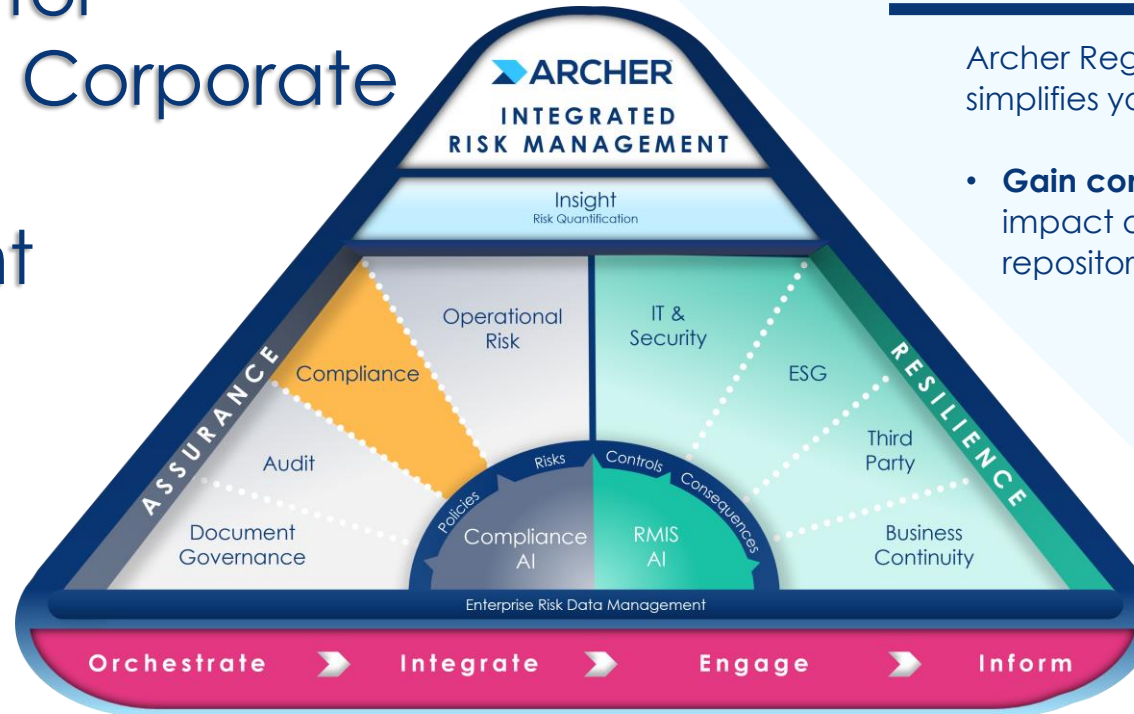 Corporate
Archer Reg
simplifies yo
• Gain con
impact o
repositor
ARCHER
INTEGRATED
RISK MANAGEMENT
Insight
Risk Quantification
ASSURANCE
RESILIENCE
Compliance
Operational
Risk
IT &
Security
ESG
Audit
Third
Party
Document
Governance
Business
Continuity
Policies
Risks
Controls
Consequences
Compliance
AI
RMIS
AI
Enterprise Risk Data Management
Orchestrate
Integrate
Engage
Inform